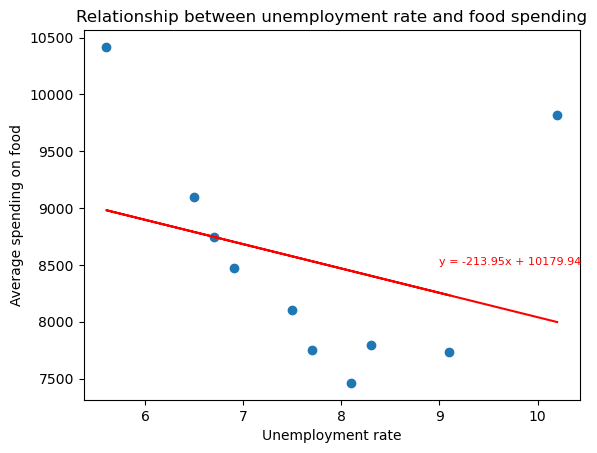 Relationship between unemployment rate and food spending
10500
10000
9500
9000
8500
8000
7500
Average spending on food
y = -213.95x + 10179.94
6 7 8 9 10
Unemployment rate